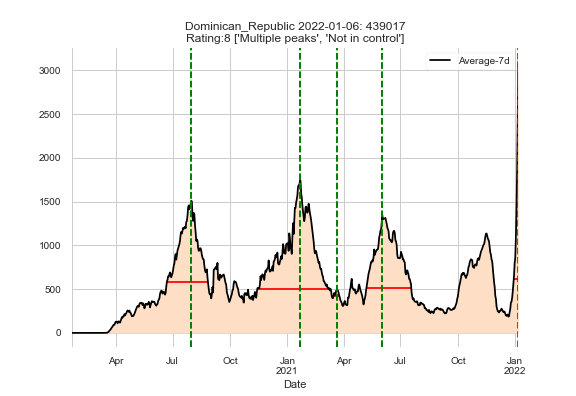 Dominican_Republic 2022-01-06: 439017
Rating:8 ['Multiple peaks', 'Not in control']
Average-7d
3000
2500
2000
1500
1000
500
0
Apr
Jul
Oct
Jan
2021
Apr
Jul
Oct
Jan
2022
Date